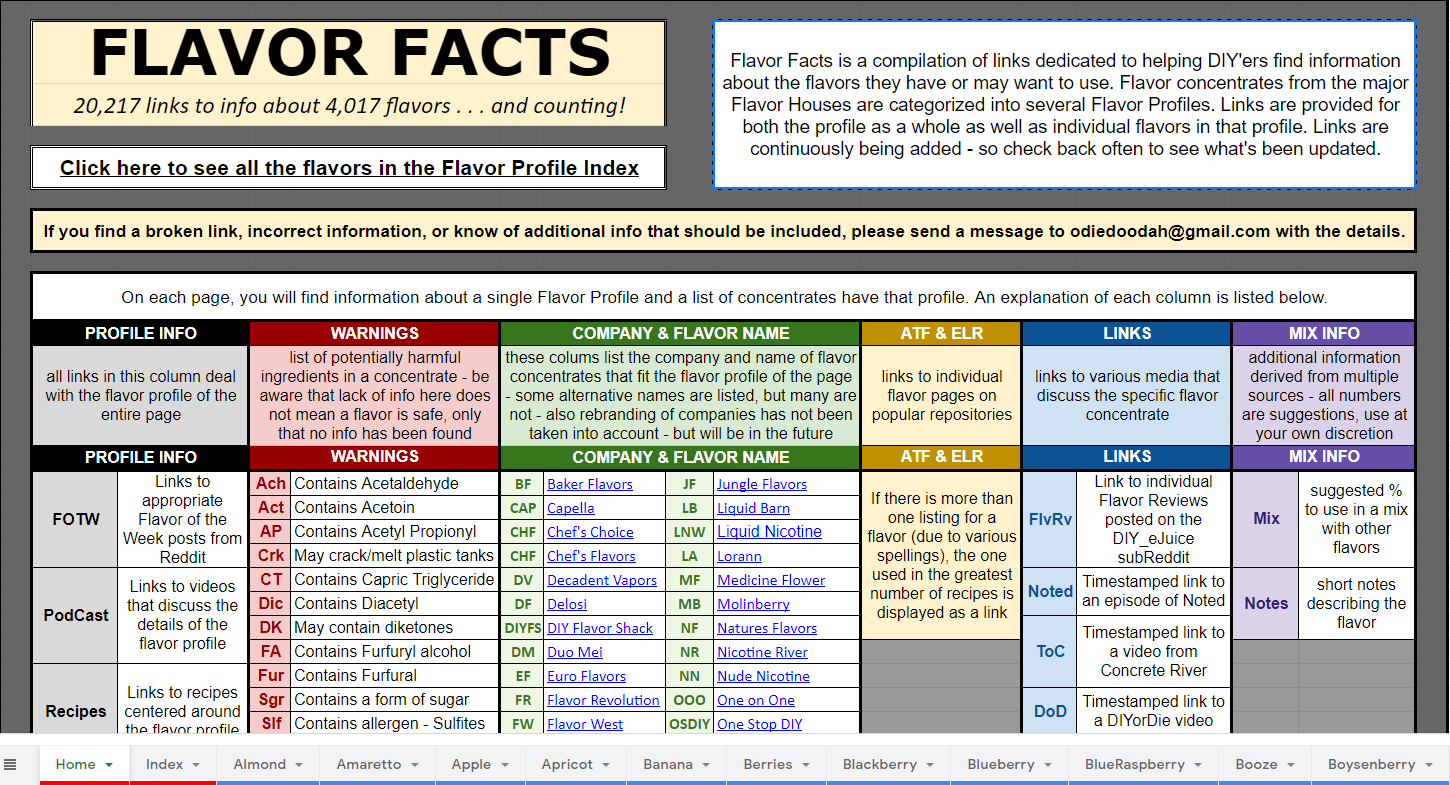 FLAVOR FACTS
20,217 links to info about 4,017 flavors . . . and counting!
Click here to see all the flavors in the Flavor Profile Index
Flavor Facts is a compilation of links dedicated to helping DIY'ers find information
about the flavors they have or may want to use. Flavor concentrates from the major
Flavor Houses are categorized into several Flavor Profiles. Links are provided for
both the profile as a whole as well as individual flavors in that profile. Links are
continuously being added - so check back often to see what's been updated.
If you find a broken link, incorrect information, or know of additional info that should be included, please send a message to odiedoodah@gmail.com with the details.
On each page, you will find information about a single Flavor Profile and a list of concentrates have that profile. An explanation of each column is listed below.
PROFILE INFO
all links in this column deal
with the flavor profile of the
entire page
WARNINGS
list of potentially harmful
ingredients in a concentrate - be
aware that lack of info here does
not mean a flavor is safe, only
that no info has been found
COMPANY & FLAVOR NAME
these colums list the company and name of flavor
concentrates that fit the flavor profile of the page
- some alternative names are listed, but many are
not - also rebranding of companies has not been
taken into account - but will be in the future
ATF & ELR
links to individual
flavor pages on
popular repositories
LINKS
links to various media that
discuss the specific flavor
concentrate
MIX INFO
additional information
derived from multiple
sources - all numbers
are suggestions, use at
your own discretion
PROFILE INFO
FOTW
Links to
appropriate
Flavor of the
Week posts from
Reddit
PodCast
Links to videos
that discuss the
details of the
flavor profile
Recipes
Links to recipes
centered around
the flavor profile
WARNINGS
Ach Contains Acetaldehyde
Act Contains Acetoin
AP Contains Acetyl Propionyl
Crk May crack/melt plastic tanks
CT Contains Capric Triglyceride
Dic Contains Diacetyl
DK May contain diketones
FA Contains Furfuryl alcohol
Fur Contains Furfural
Sgr Contains a form of sugar
Slf Contains allergen - Sulfites
COMPANY & FLAVOR NAME
BF Baker Flavors JF Jungle Flavors
CAP Capella LB Liquid Barn
CHF Chef's Choice LNW Liquid Nicotine
CHF Chef's Flavors LA Lorann
DV Decadent Vapors MF Medicine Flower
DF Delosi MB Molinberry
DIYFS DIY Flavor Shack NF Natures Flavors
DM Duo Mei NR Nicotine River
EF Euro Flavors NN Nude Nicotine
FR Flavor Revolution OOO One on One
FW Flavor West OSDIY One Stop DIY
ATF & ELR
If there is more than
one listing for a
flavor (due to various
spellings), the one
used in the greatest
number of recipes is
displayed as a link
LINKS
FlvRv
Link to individual
Flavor Reviews
posted on the
DIY_eJuice
subReddit
Noted
Timestamped link to
an episode of Noted
ToC
Timestamped link to
a video from
Concrete River
DoD
Timestamped link to
a DIYorDie video
MIX INFO
Mix
suggested %
to use in a mix
with other
flavors
Notes
short notes
describing the
flavor
Home Index Almond Amaretto Apple Apricot Banana Berries Blackberry Blueberry BlueRaspberry Booze Boysenberry